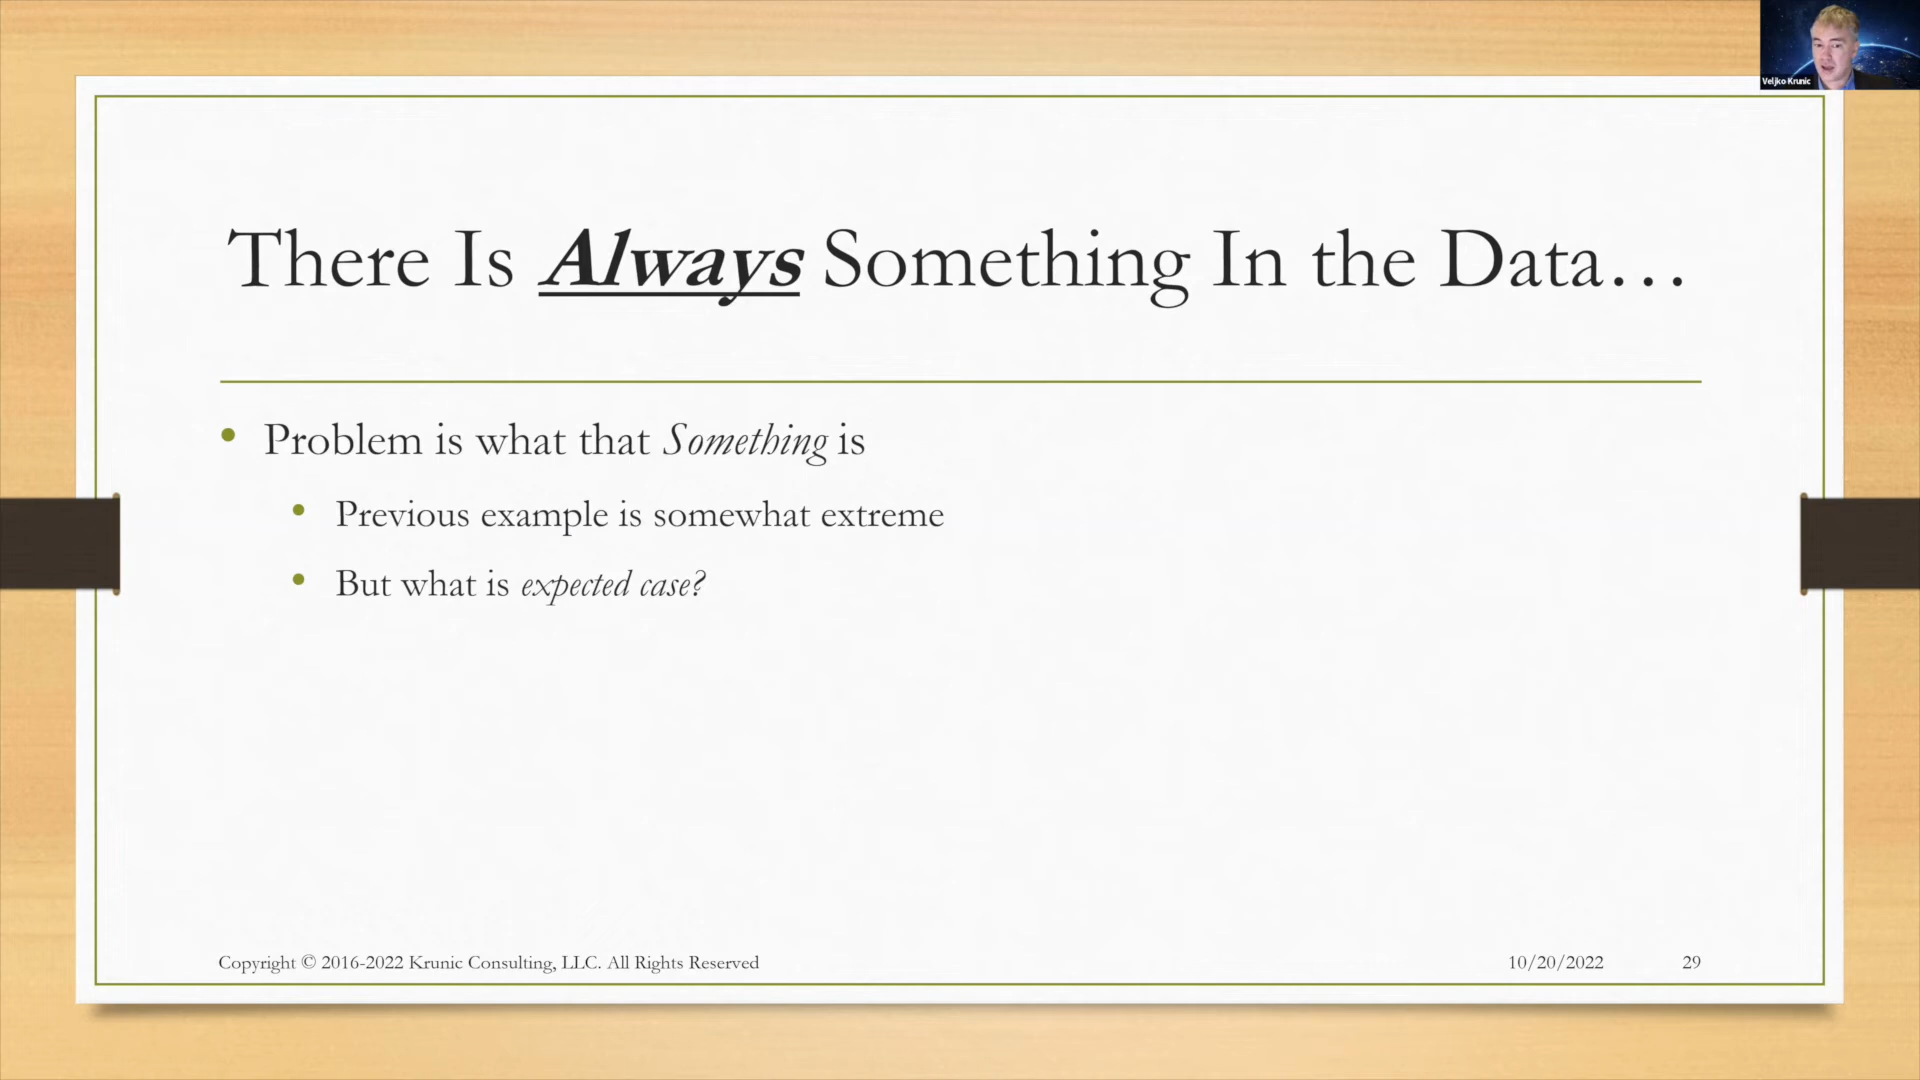 Veljko Krunic
There Is Always Something In the Data…
Problem is what that Something is
Previous example is somewhat extreme
But what is expected case?
Copyright © 2016-2022 Krunic Consulting, LLC. All Rights Reserved
10/20/2022
29